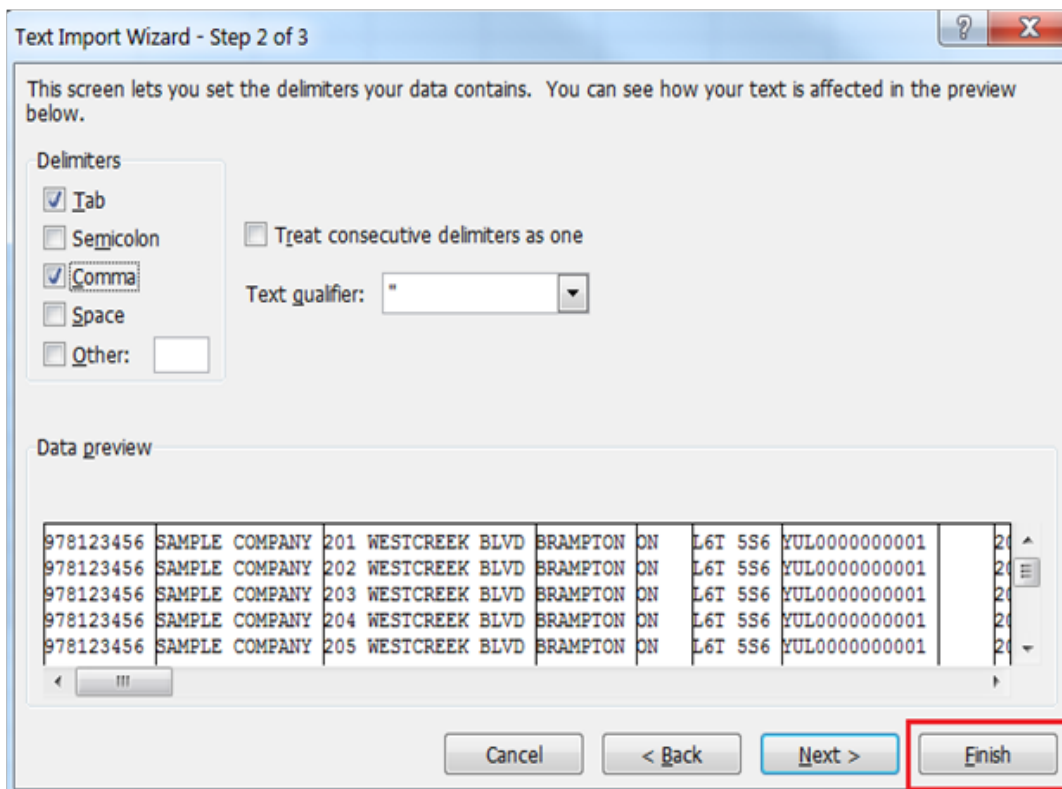 Text Import Wizard - Step 2 of 3
This screen lets you set the delimiters your data contains.  You can see how your text is affected in the preview
below.
Delimiters
Tab
Semicolon
Treat consecutive delimiters as one
Comma
Text qualifier: "
Space
Other:
Data preview
978123456 SAMPLE COMPANY 201 WESTCREEK BLVD BRAMPTON ON L6T 5S6 YUL0000000001 20
978123456 SAMPLE COMPANY 202 WESTCREEK BLVD BRAMPTON ON L6T 5S6 YUL0000000001 20
978123456 SAMPLE COMPANY 203 WESTCREEK BLVD BRAMPTON ON L6T 5S6 YUL0000000001 20
978123456 SAMPLE COMPANY 204 WESTCREEK BLVD BRAMPTON ON L6T 5S6 YUL0000000001 20
978123456 SAMPLE COMPANY 205 WESTCREEK BLVD BRAMPTON ON L6T 5S6 YUL0000000001 20
Cancel < Back Next > Finish